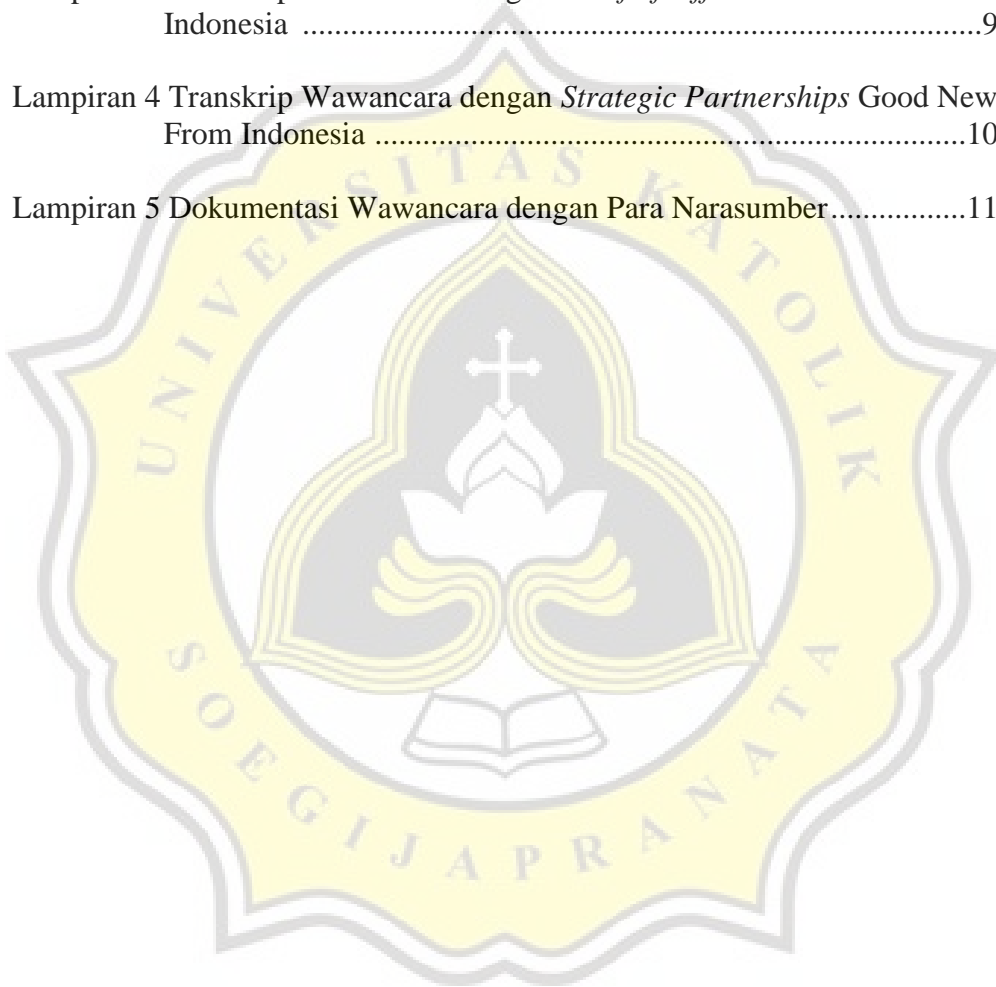 Indonesia ....................................................................................9
Lampiran 4 Transkrip Wawancara dengan Strategic Partnerships Good New
From Indonesia .........................................................................10
Lampiran 5 Dokumentasi Wawancara dengan Para Narasumber.................11
UNIVERSITAS KATOLIK
SOEGIJAPRANATA